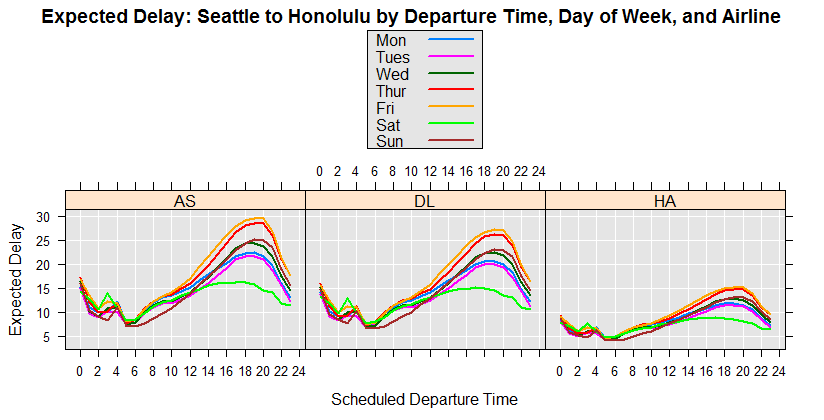 Expected Delay: Seattle to Honolulu by Departure Time, Day of Week, and Airline
Mon
Tues
Wed
Thur
Fri
Sat
Sun
0 2 4 6 8 10 12 14 16 18 20 22 24
AS DL HA
Expected Delay
30
25
20
15
10
5
0 2 4 6 8 10 12 14 16 18 20 22 24 0 2 4 6 8 10 12 14 16 18 20 22 24
Scheduled Departure Time